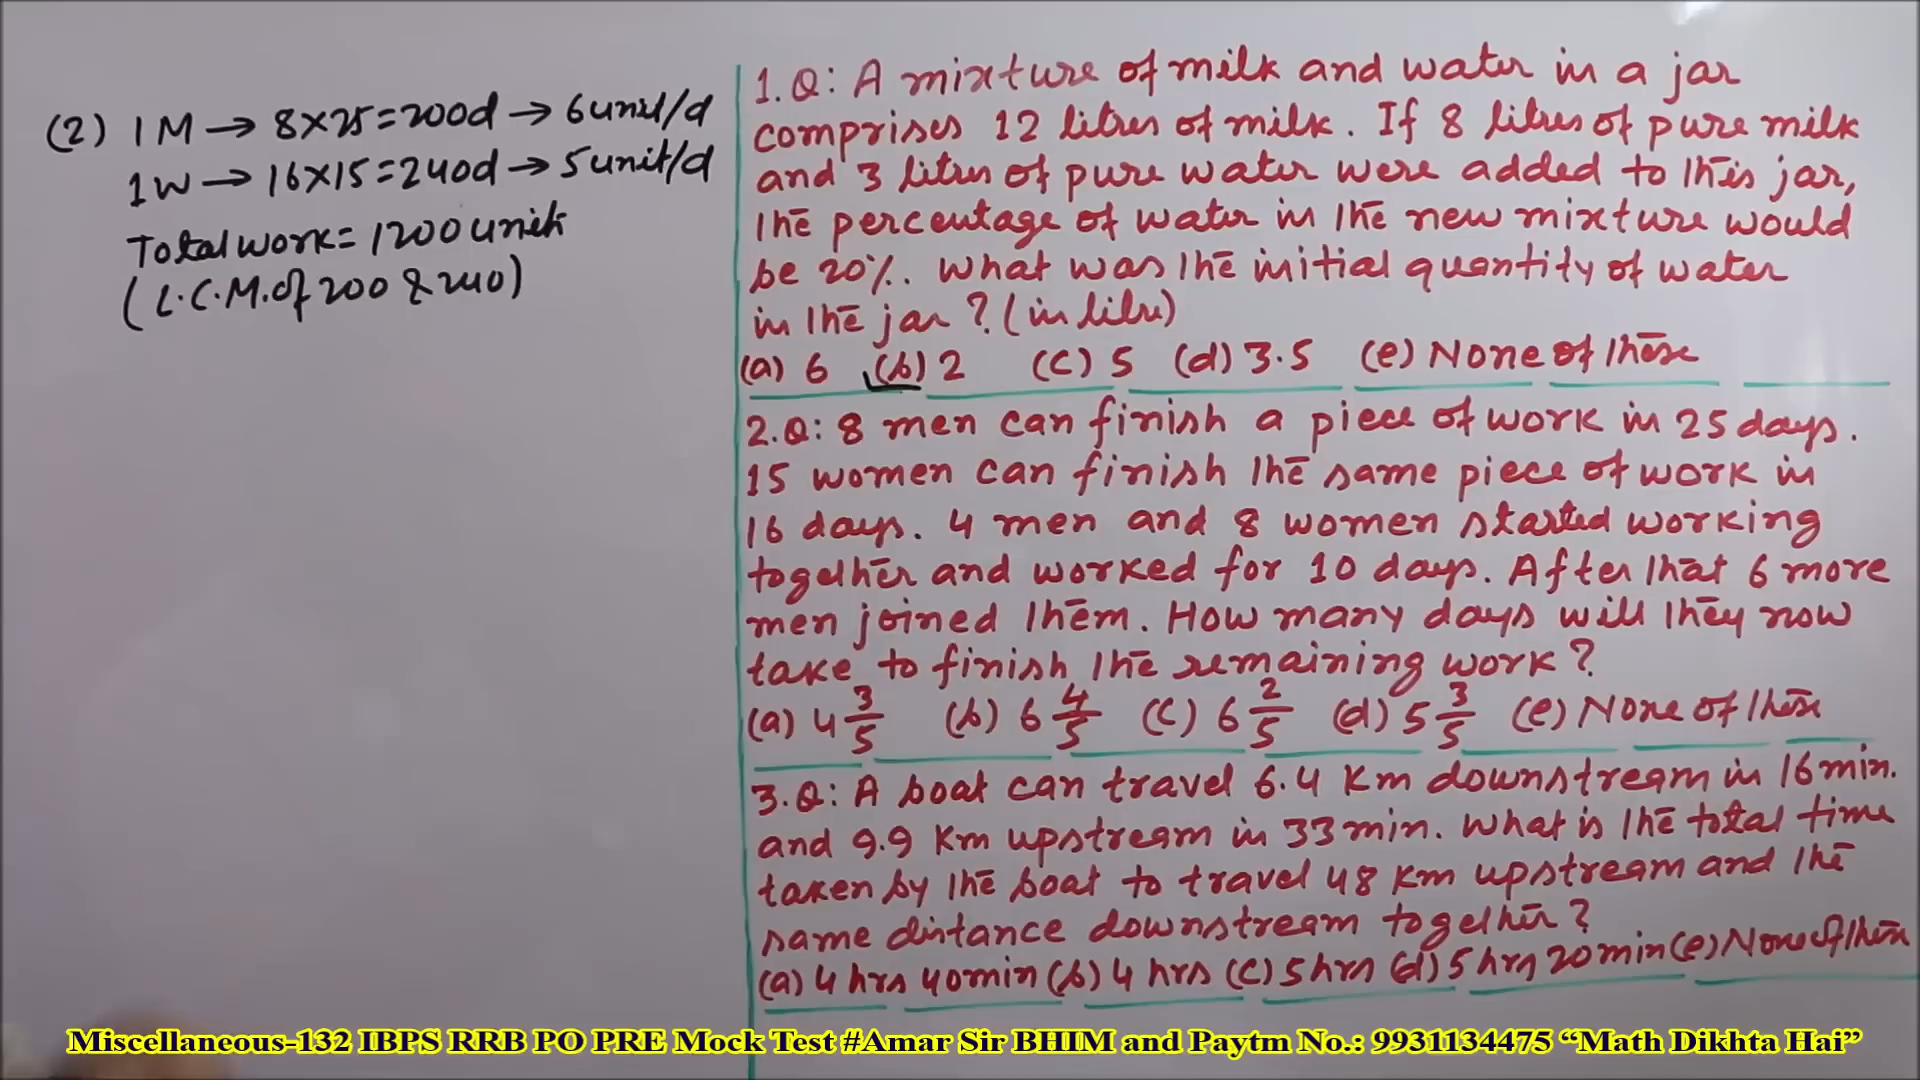 (2) 1M → 8×25=200d → 6unit/d
1W → 16×15=240d → 5unit/d
Total work = 1200 units
(L.C.M. of 200 & 240)
1.Q: A mixture of milk and water in a jar
comprises 12 litres of milk. If 8 litres of pure milk
and 3 litres of pure water were added to this jar,
the percentage of water in the new mixture would
be 20%. What was the initial quantity of water
in the jar? (in litre)
(a) 6 (b) 2 (c) 5 (d) 3.5 (e) None of these
2.Q: 8 men can finish a piece of work in 25 days.
15 women can finish the same piece of work in
16 days. 4 men and 8 women started working
together and worked for 10 days. After that 6 more
men joined them. How many days will they now
take to finish the remaining work?
(a) 4 3/5 (b) 6 4/5 (c) 6 2/5 (d) 5 3/5 (e) None of these
3.Q: A boat can travel 6.4 km downstream in 16 min.
and 9.9 km upstream in 33 min. What is the total time
taken by the boat to travel 48 km upstream and the
same distance downstream together?
(a) 4 hrs 40 min (b) 4 hrs (c) 5 hrs (d) 5 hrs 20 min (e) None of these
Miscellaneous-132 IBPS RRB PO PRE Mock Test #Amar Sir BHIM and Paytm No.: 9931134475 “Math Dikhta Hai”